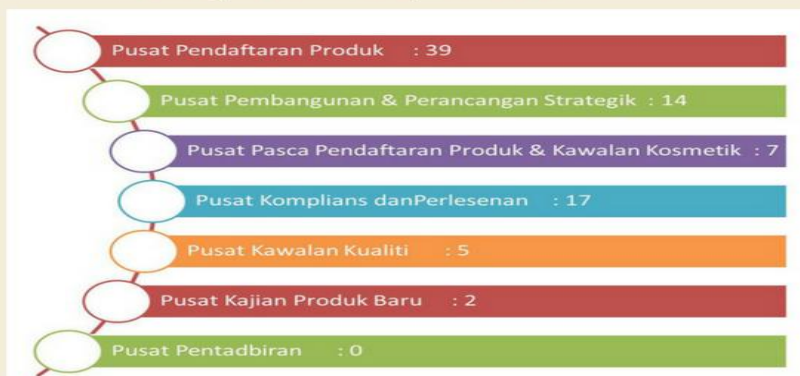 Pusat Pendaftaran Produk : 39
Pusat Pembangunan & Perancangan Strategik : 14
Pusat Pasca Pendaftaran Produk & Kawalan Kosmetik : 7
Pusat Komplians danPerlesenan : 17
Pusat Kawalan Kualiti : 5
Pusat Kajian Produk Baru : 2
Pusat Pentadbiran : 0